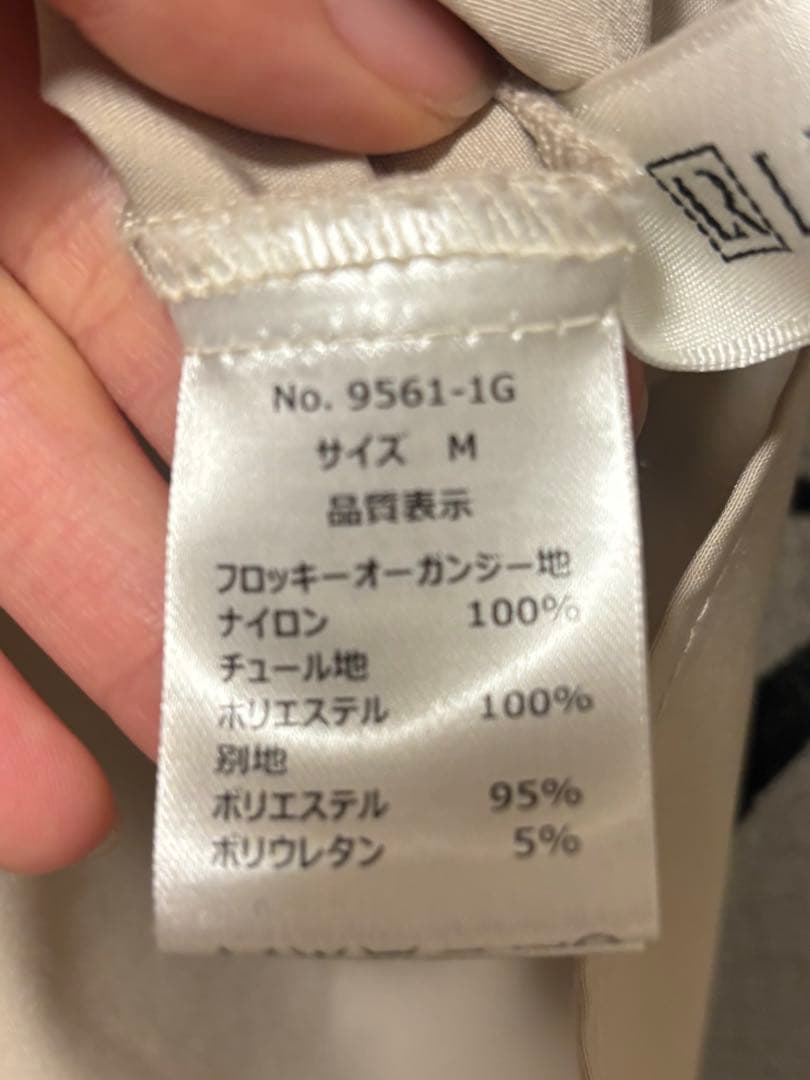 No. 9561-1G
サイズ M
品質表示
フロッキーオーガンジー地
ナイロン 100%
チュール地
ポリエステル 100%
別地
ポリエステル 95%
ポリウレタン 5%